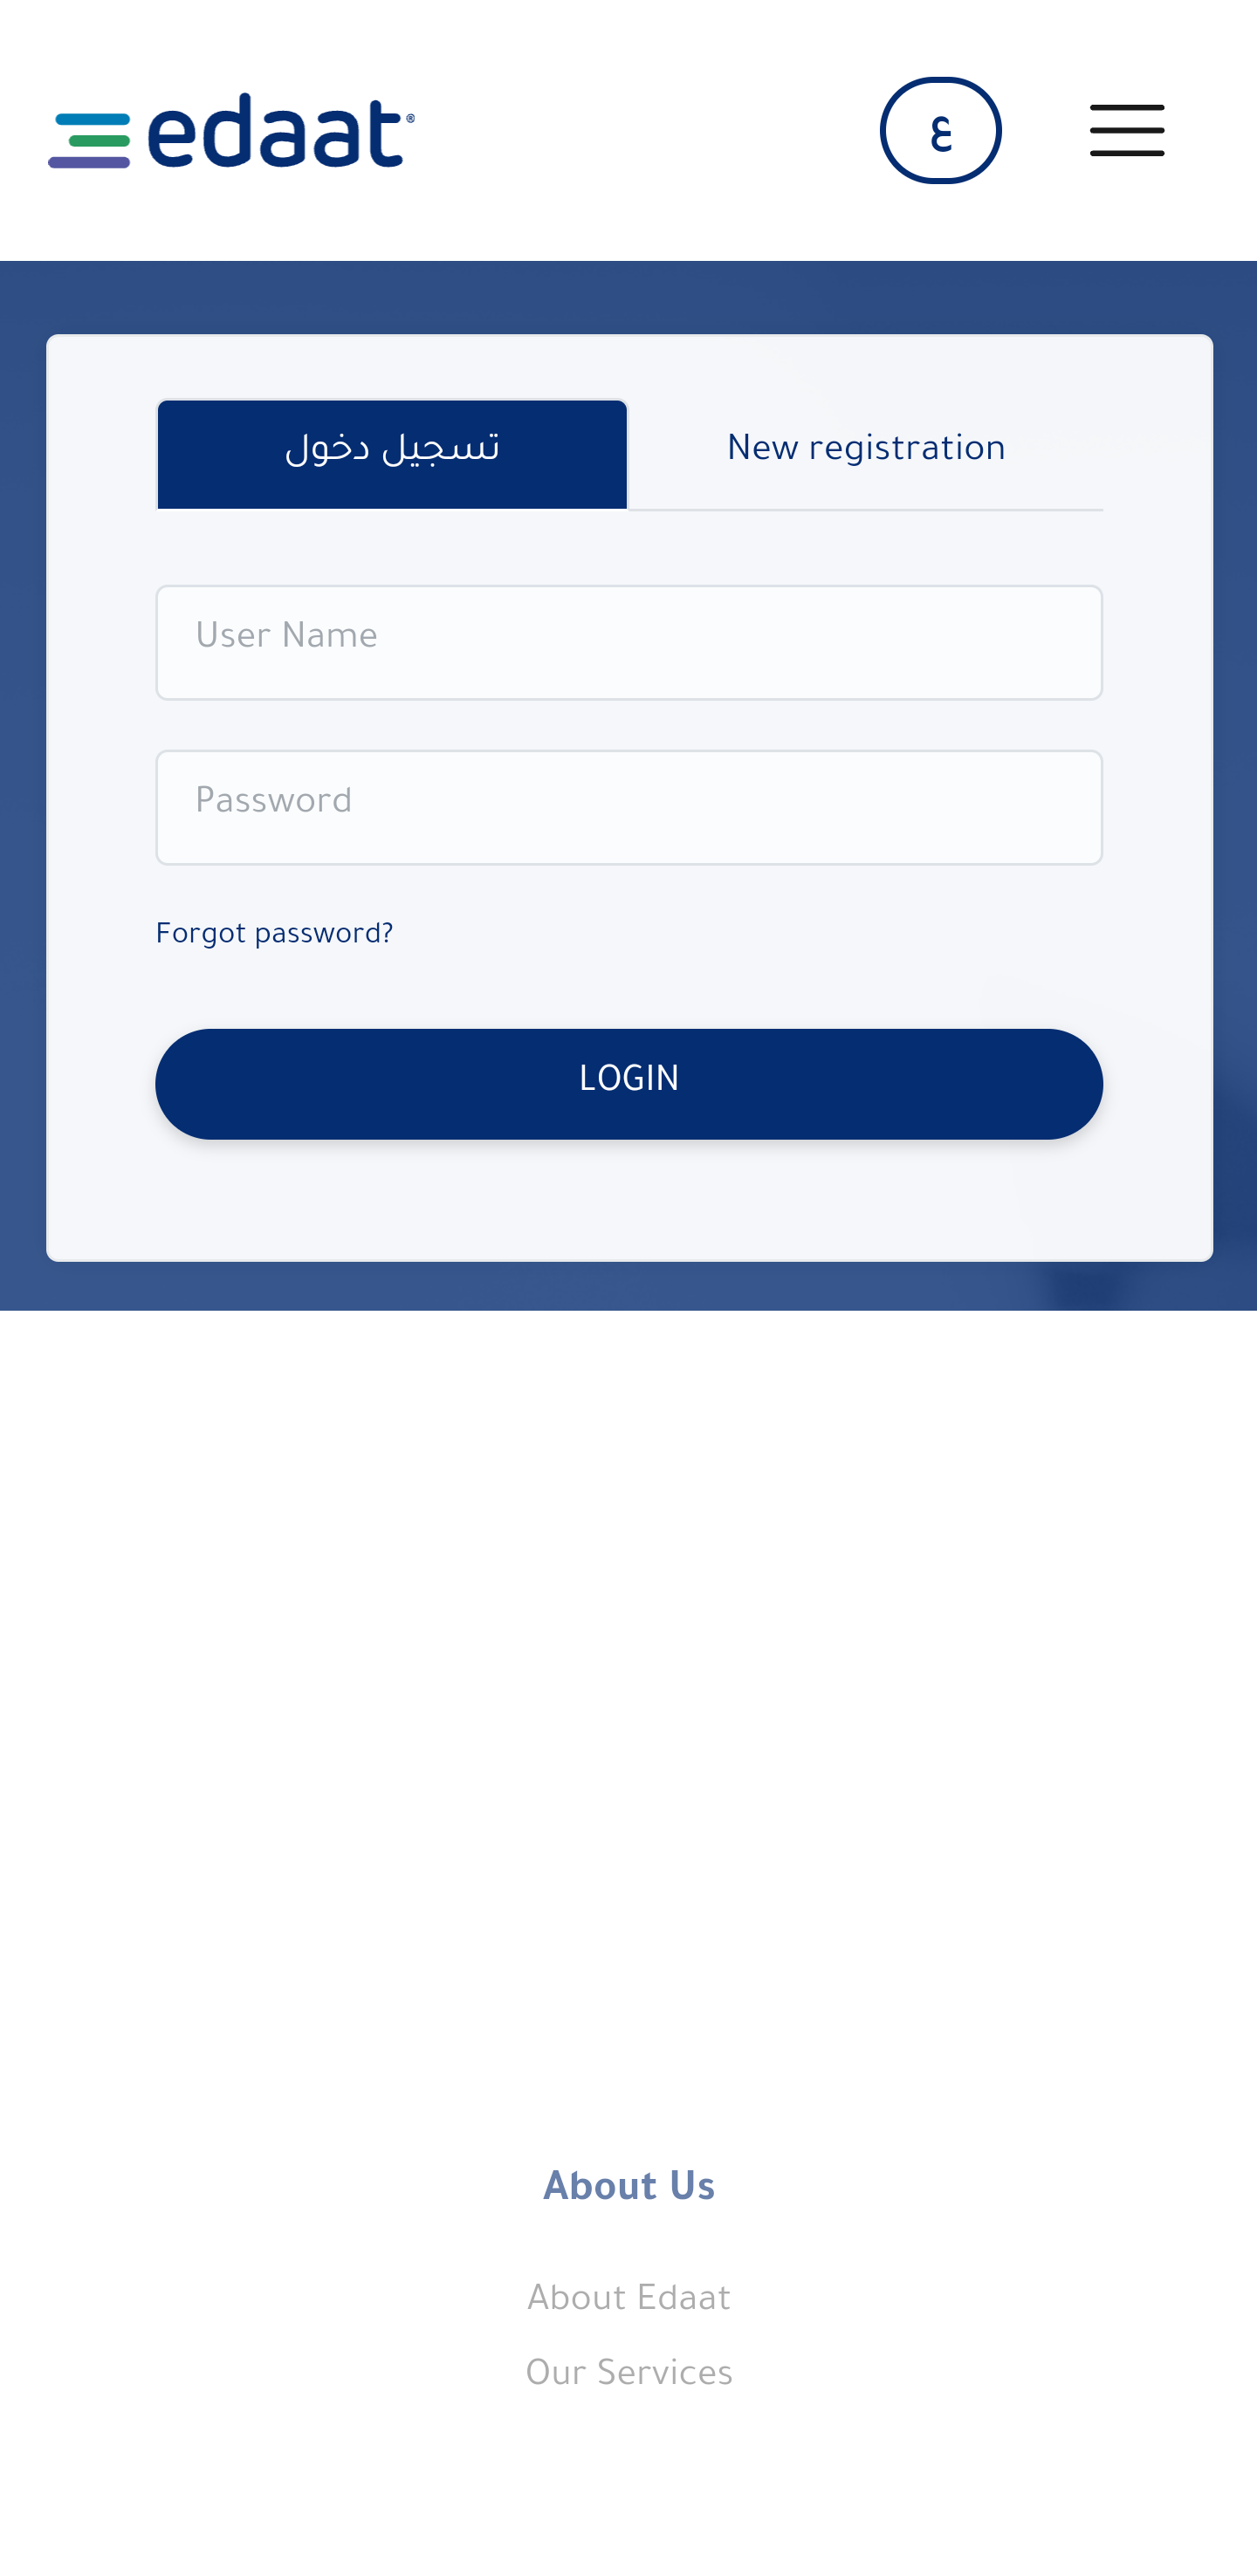 edaat®
ع
تسجيل دخول
New registration
User Name
Password
Forgot password?
LOGIN
About Us
About Edaat
Our Services